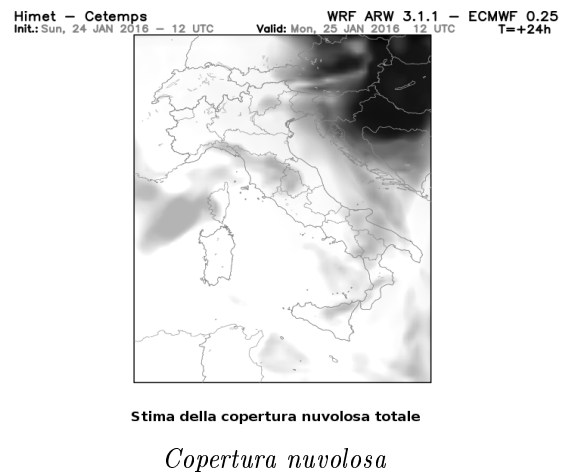 Himet – Cetemps WRF ARW 3.1.1 – ECMWF 0.25
Init.: Sun, 24 JAN 2016 – 12 UTC Valid: Mon, 25 JAN 2016 12 UTC T=+24h
Stima della copertura nuvolosa totale
Copertura nuvolosa